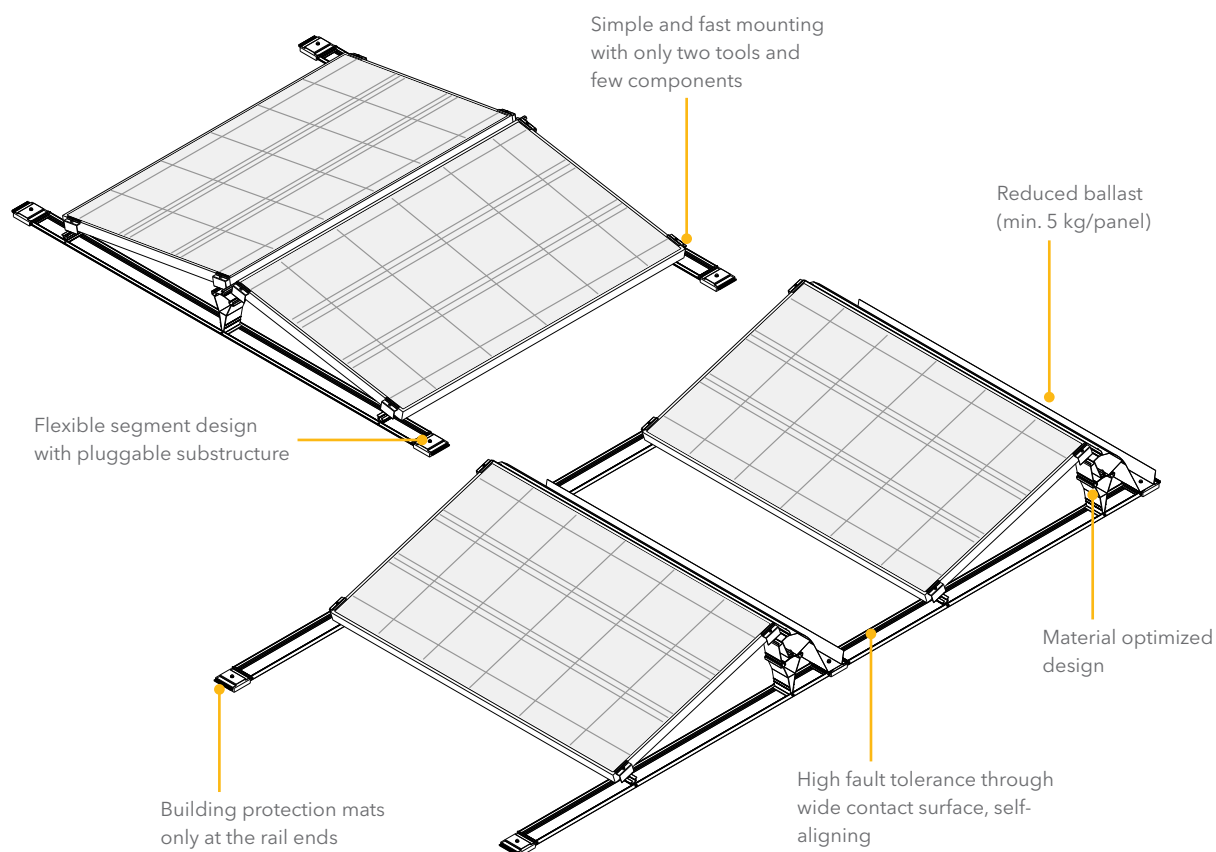 Simple and fast mounting
with only two tools and
few components
Reduced ballast
(min. 5 kg/panel)
Flexible segment design
with pluggable substructure
Material optimized
design
High fault tolerance through
wide contact surface, self-
aligning
Building protection mats
only at the rail ends